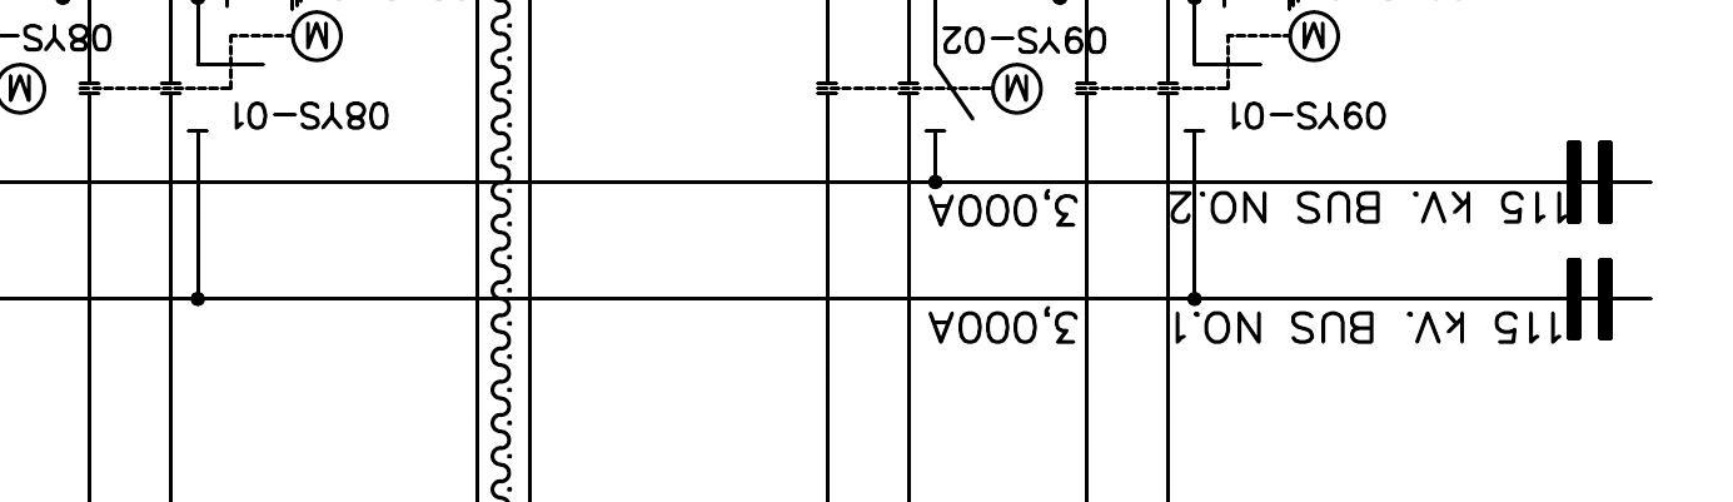 115 kV. BUS NO.1 3,000A
115 kV. BUS NO.2 3,000A
09YS-01 08YS-01
M M
09YS-02 08YS-
M M